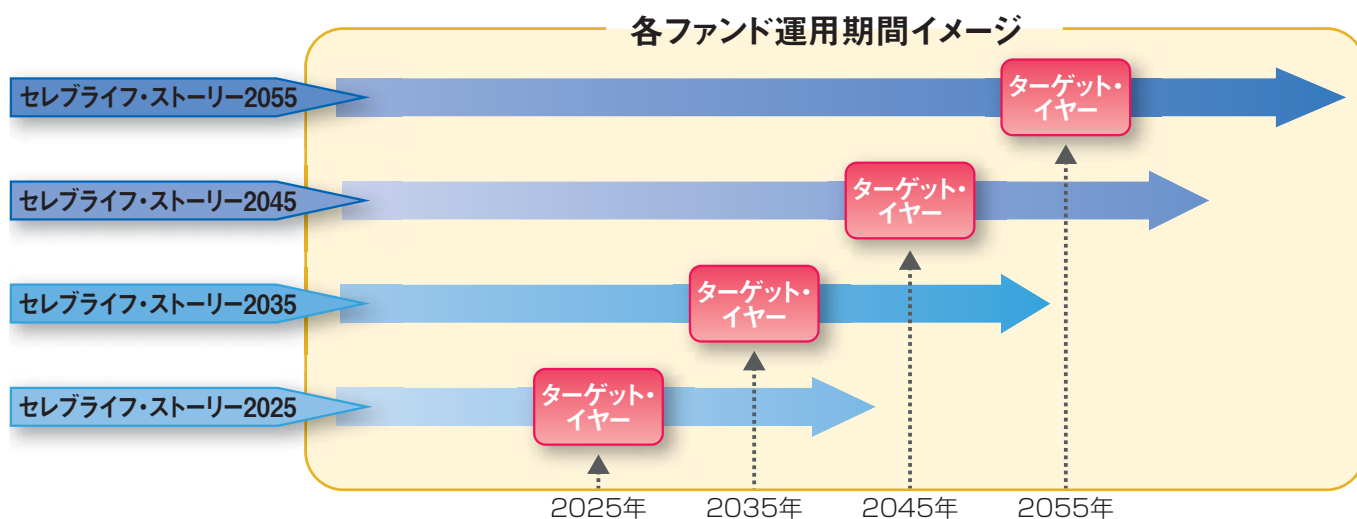 各ファンド運用期間イメージ
セレブライフ・ストーリー2055
ターゲット・
イヤー
セレブライフ・ストーリー2045
ターゲット・
イヤー
セレブライフ・ストーリー2035
ターゲット・
イヤー
セレブライフ・ストーリー2025
ターゲット・
イヤー
2025年 2035年 2045年 2055年